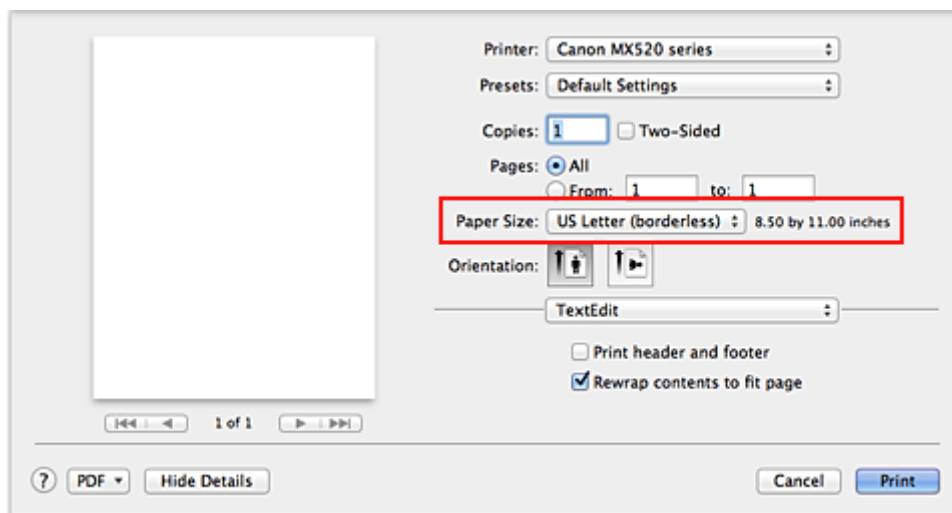 Printer: Canon MX520 series
Presets: Default Settings
Copies: 1 Two-Sided
Pages: All
From: 1 to: 1
Paper Size: US Letter (borderless) 8.50 by 11.00 inches
Orientation:
TextEdit
Print header and footer
Rewrap contents to fit page
1 of 1
? PDF Hide Details Cancel Print